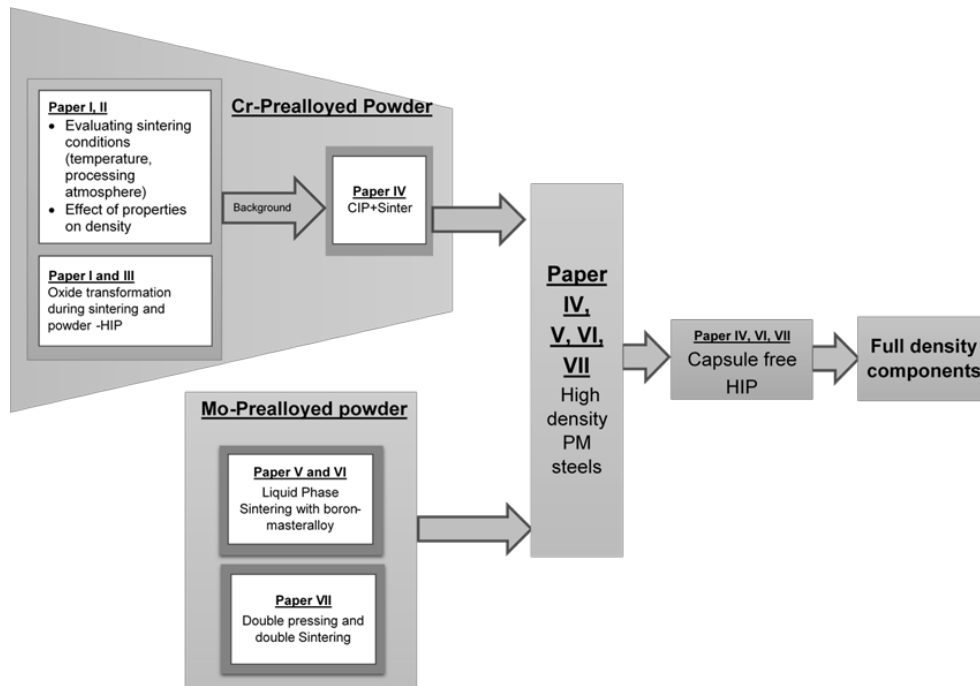 Cr-Prealloyed Powder
Paper I, II
• Evaluating sintering
conditions
(temperature,
processing
atmosphere)
• Effect of properties
on density
Paper I and III
Oxide transformation
during sintering and
powder -HIP
Background
Paper IV
CIP+Sinter
Mo-Prealloyed powder
Paper V and VI
Liquid Phase
Sintering with boron-
masteralloy
Paper VII
Double pressing and
double Sintering
Paper
IV,
V, VI,
VII
High
density
PM
steels
Paper IV, VI, VII
Capsule free
HIP
Full density
components